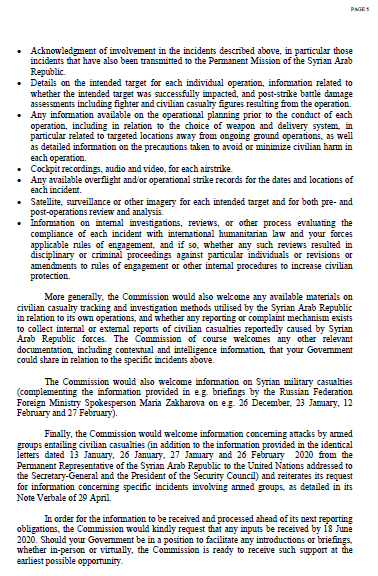 PAGE 5
• Acknowledgment of involvement in the incidents described above, in particular those
incidents that have also been transmitted to the Permanent Mission of the Syrian Arab
Republic.
• Details on the intended target for each individual operation, information related to
whether the intended target was successfully impacted, and post-strike battle damage
assessments including fighter and civilian casualty figures resulting from the operation.
• Any information available on the operational planning prior to the conduct of each
operation, including in relation to the choice of weapon and delivery system, in
particular related to targeted locations away from ongoing ground operations, as well
as detailed information on the precautions taken to avoid or minimize civilian harm in
each operation.
• Cockpit recordings, audio and video, for each airstrike.
• Any available overflight and/or operational strike records for the dates and locations of
each incident.
• Satellite, surveillance or other imagery for each intended target and for both pre- and
post-operations review and analysis.
• Information on internal investigations, reviews, or other process evaluating the
compliance of each incident with international humanitarian law and your forces
applicable rules of engagement, and if so, whether any such reviews resulted in
disciplinary or criminal proceedings against particular individuals or revisions or
amendments to rules of engagement or other internal procedures to increase civilian
protection.
More generally, the Commission would also welcome any available materials on
civilian casualty tracking and investigation methods utilised by the Syrian Arab Republic
in relation to its own operations, and whether any reporting or complaint mechanism exists
to collect internal or external reports of civilian casualties reportedly caused by Syrian
Arab Republic forces. The Commission of course welcomes any other relevant
documentation, including contextual and intelligence information, that your Government
could share in relation to the specific incidents above.
The Commission would also welcome information on Syrian military casualties
(complementing the information provided in e.g. briefings by the Russian Federation
Foreign Ministry Spokesperson Maria Zakharova on e.g. 26 December, 23 January, 12
February and 27 February).
Finally, the Commission would welcome information concerning attacks by armed
groups entailing civilian casualties (in addition to the information provided in the identical
letters dated 13 January, 26 January, 27 January and 26 February 2020 from the
Permanent Representative of the Syrian Arab Republic to the United Nations addressed to
the Secretary-General and the President of the Security Council) and reiterates its request
for information concerning specific incidents involving armed groups, as detailed in its
Note Verbale of 29 April.
In order for the information to be received and processed ahead of its next reporting
obligations, the Commission would kindly request that any inputs be received by 18 June
2020. Should your Government be in a position to facilitate any introductions or briefings,
whether in-person or virtually, the Commission is ready to receive such support at the
earliest possible opportunity.